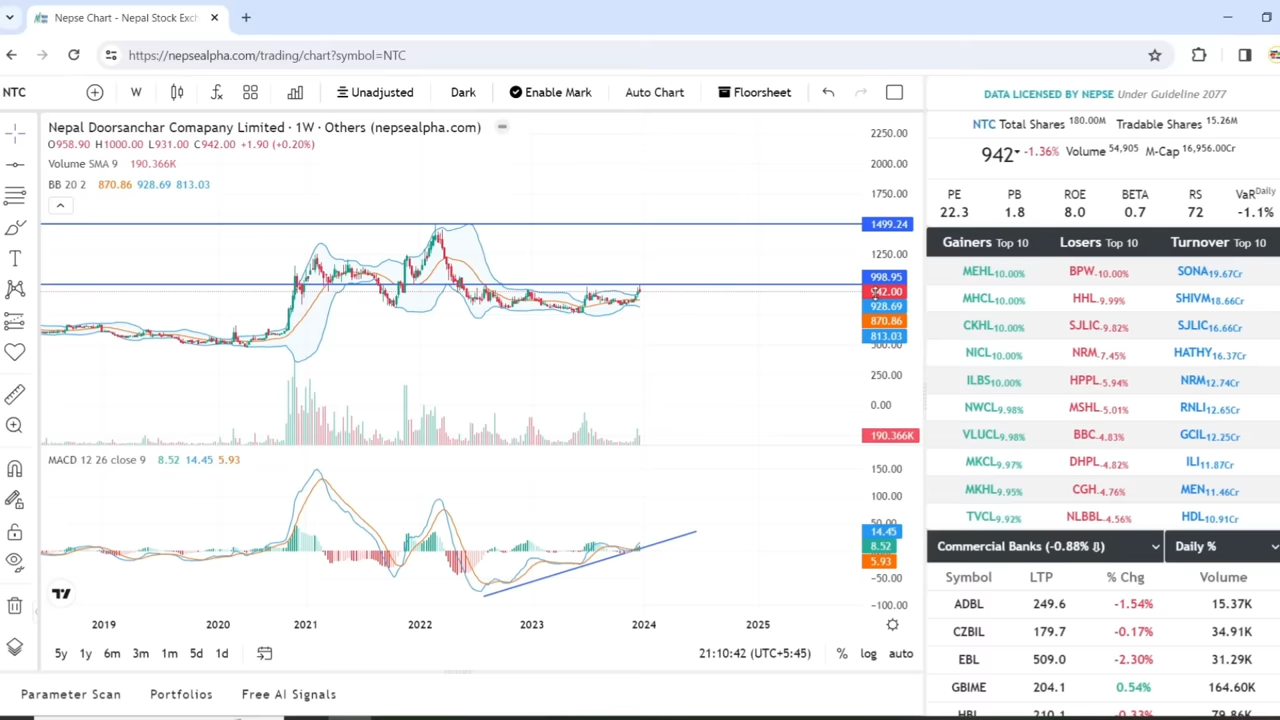 Nepse Chart - Nepal Stock Exch
https://nepsealpha.com/trading/chart?symbol=NTC
NTC W Unadjusted Dark Enable Mark Auto Chart Floorsheet
Nepal Doorsanchar Comapany Limited · 1W · Others (nepsealpha.com)
O958.90 H1000.00 L931.00 C942.00 +1.90 (+0.20%)
Volume SMA 9 190.366K
BB 20 2 870.86 928.69 813.03
2250.00
2000.00
1750.00
1499.24
1250.00
998.95
942.00
928.69
870.86
813.03
250.00
0.00
190.366K
MACD 12 26 close 9 8.52 14.45 5.93
150.00
100.00
50.00
14.45
8.52
5.93
-50.00
-100.00
2019 2020 2021 2022 2023 2024 2025
5y 1y 6m 3m 1m 5d 1d 21:10:42 (UTC+5:45) % log auto
Parameter Scan Portfolios Free AI Signals
DATA LICENSED BY NEPSE Under Guideline 2077
NTC Total Shares 180.00M Tradable Shares 15.26M
942 -1.36% Volume 54,905 M-Cap 16,956.00Cr
PE PB ROE BETA RS VaR Daily
22.3 1.8 8.0 0.7 72 -1.1%
Gainers Top 10 Losers Top 10 Turnover Top 10
MEHL 10.00% BPW -10.00% SONA 19.67Cr
MHCL 10.00% HHL -9.99% SHIVM 18.66Cr
CKHL 10.00% SJLIC -9.82% SJLIC 16.66Cr
NICL 10.00% NRM -7.45% HATHY 16.37Cr
ILBS 10.00% HPPL -5.94% NRM 12.74Cr
NWCL 9.98% MSHL -5.01% RNLI 12.65Cr
VLUCL 9.98% BBC -4.83% GCIL 12.25Cr
MKCL 9.97% DHPL -4.82% ILI 11.87Cr
MKHL 9.95% CGH -4.76% MEN 11.46Cr
TVCL 9.92% NLBBL -4.56% HDL 10.91Cr
Commercial Banks (-0.88% ⇩) Daily %
Symbol LTP % Chg Volume
ADBL 249.6 -1.54% 15.37K
CZBIL 179.7 -0.17% 34.91K
EBL 509.0 -2.30% 31.29K
GBIME 204.1 0.54% 164.60K
HBL 210.1 -0.33% 79.86K